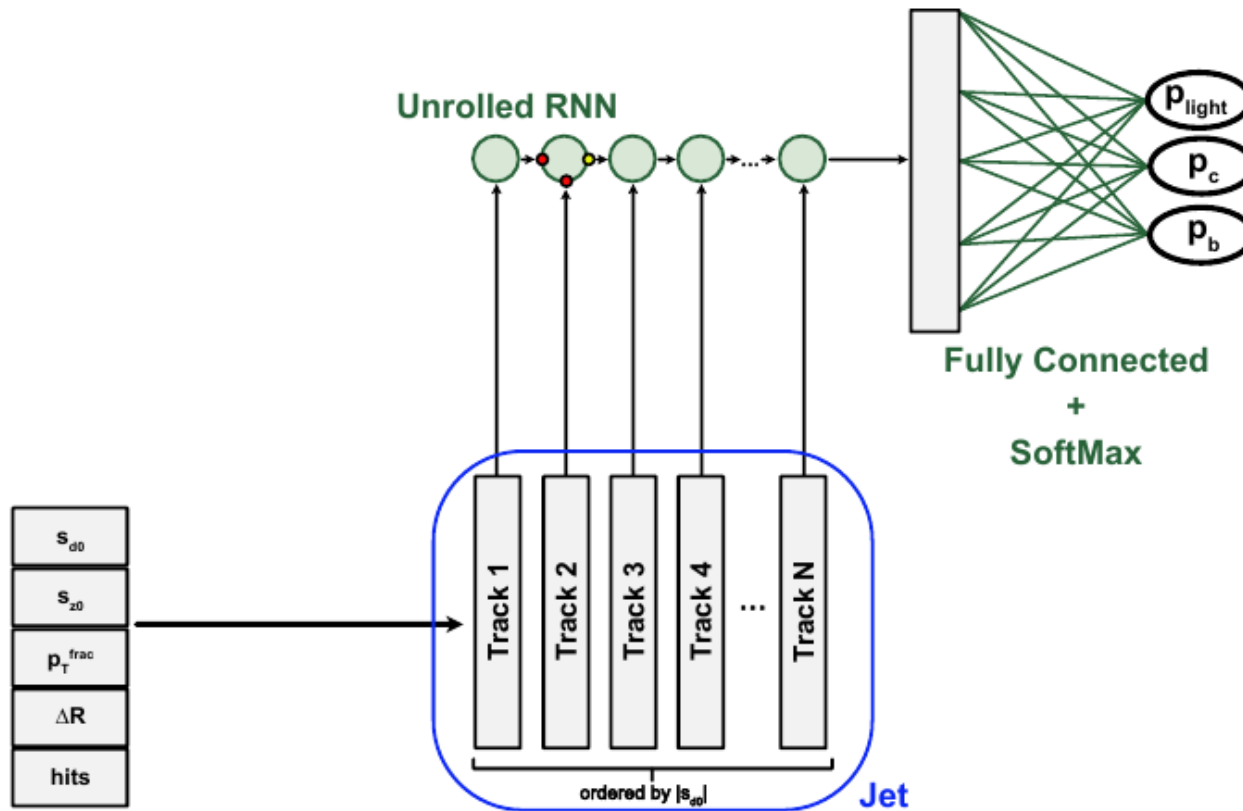 Unrolled RNN
...
p_light
p_c
p_b
Fully Connected
+
SoftMax
s_d0
s_z0
p_T^frac
ΔR
hits
Track 1
Track 2
Track 3
Track 4
...
Track N
ordered by |s_d0|
Jet